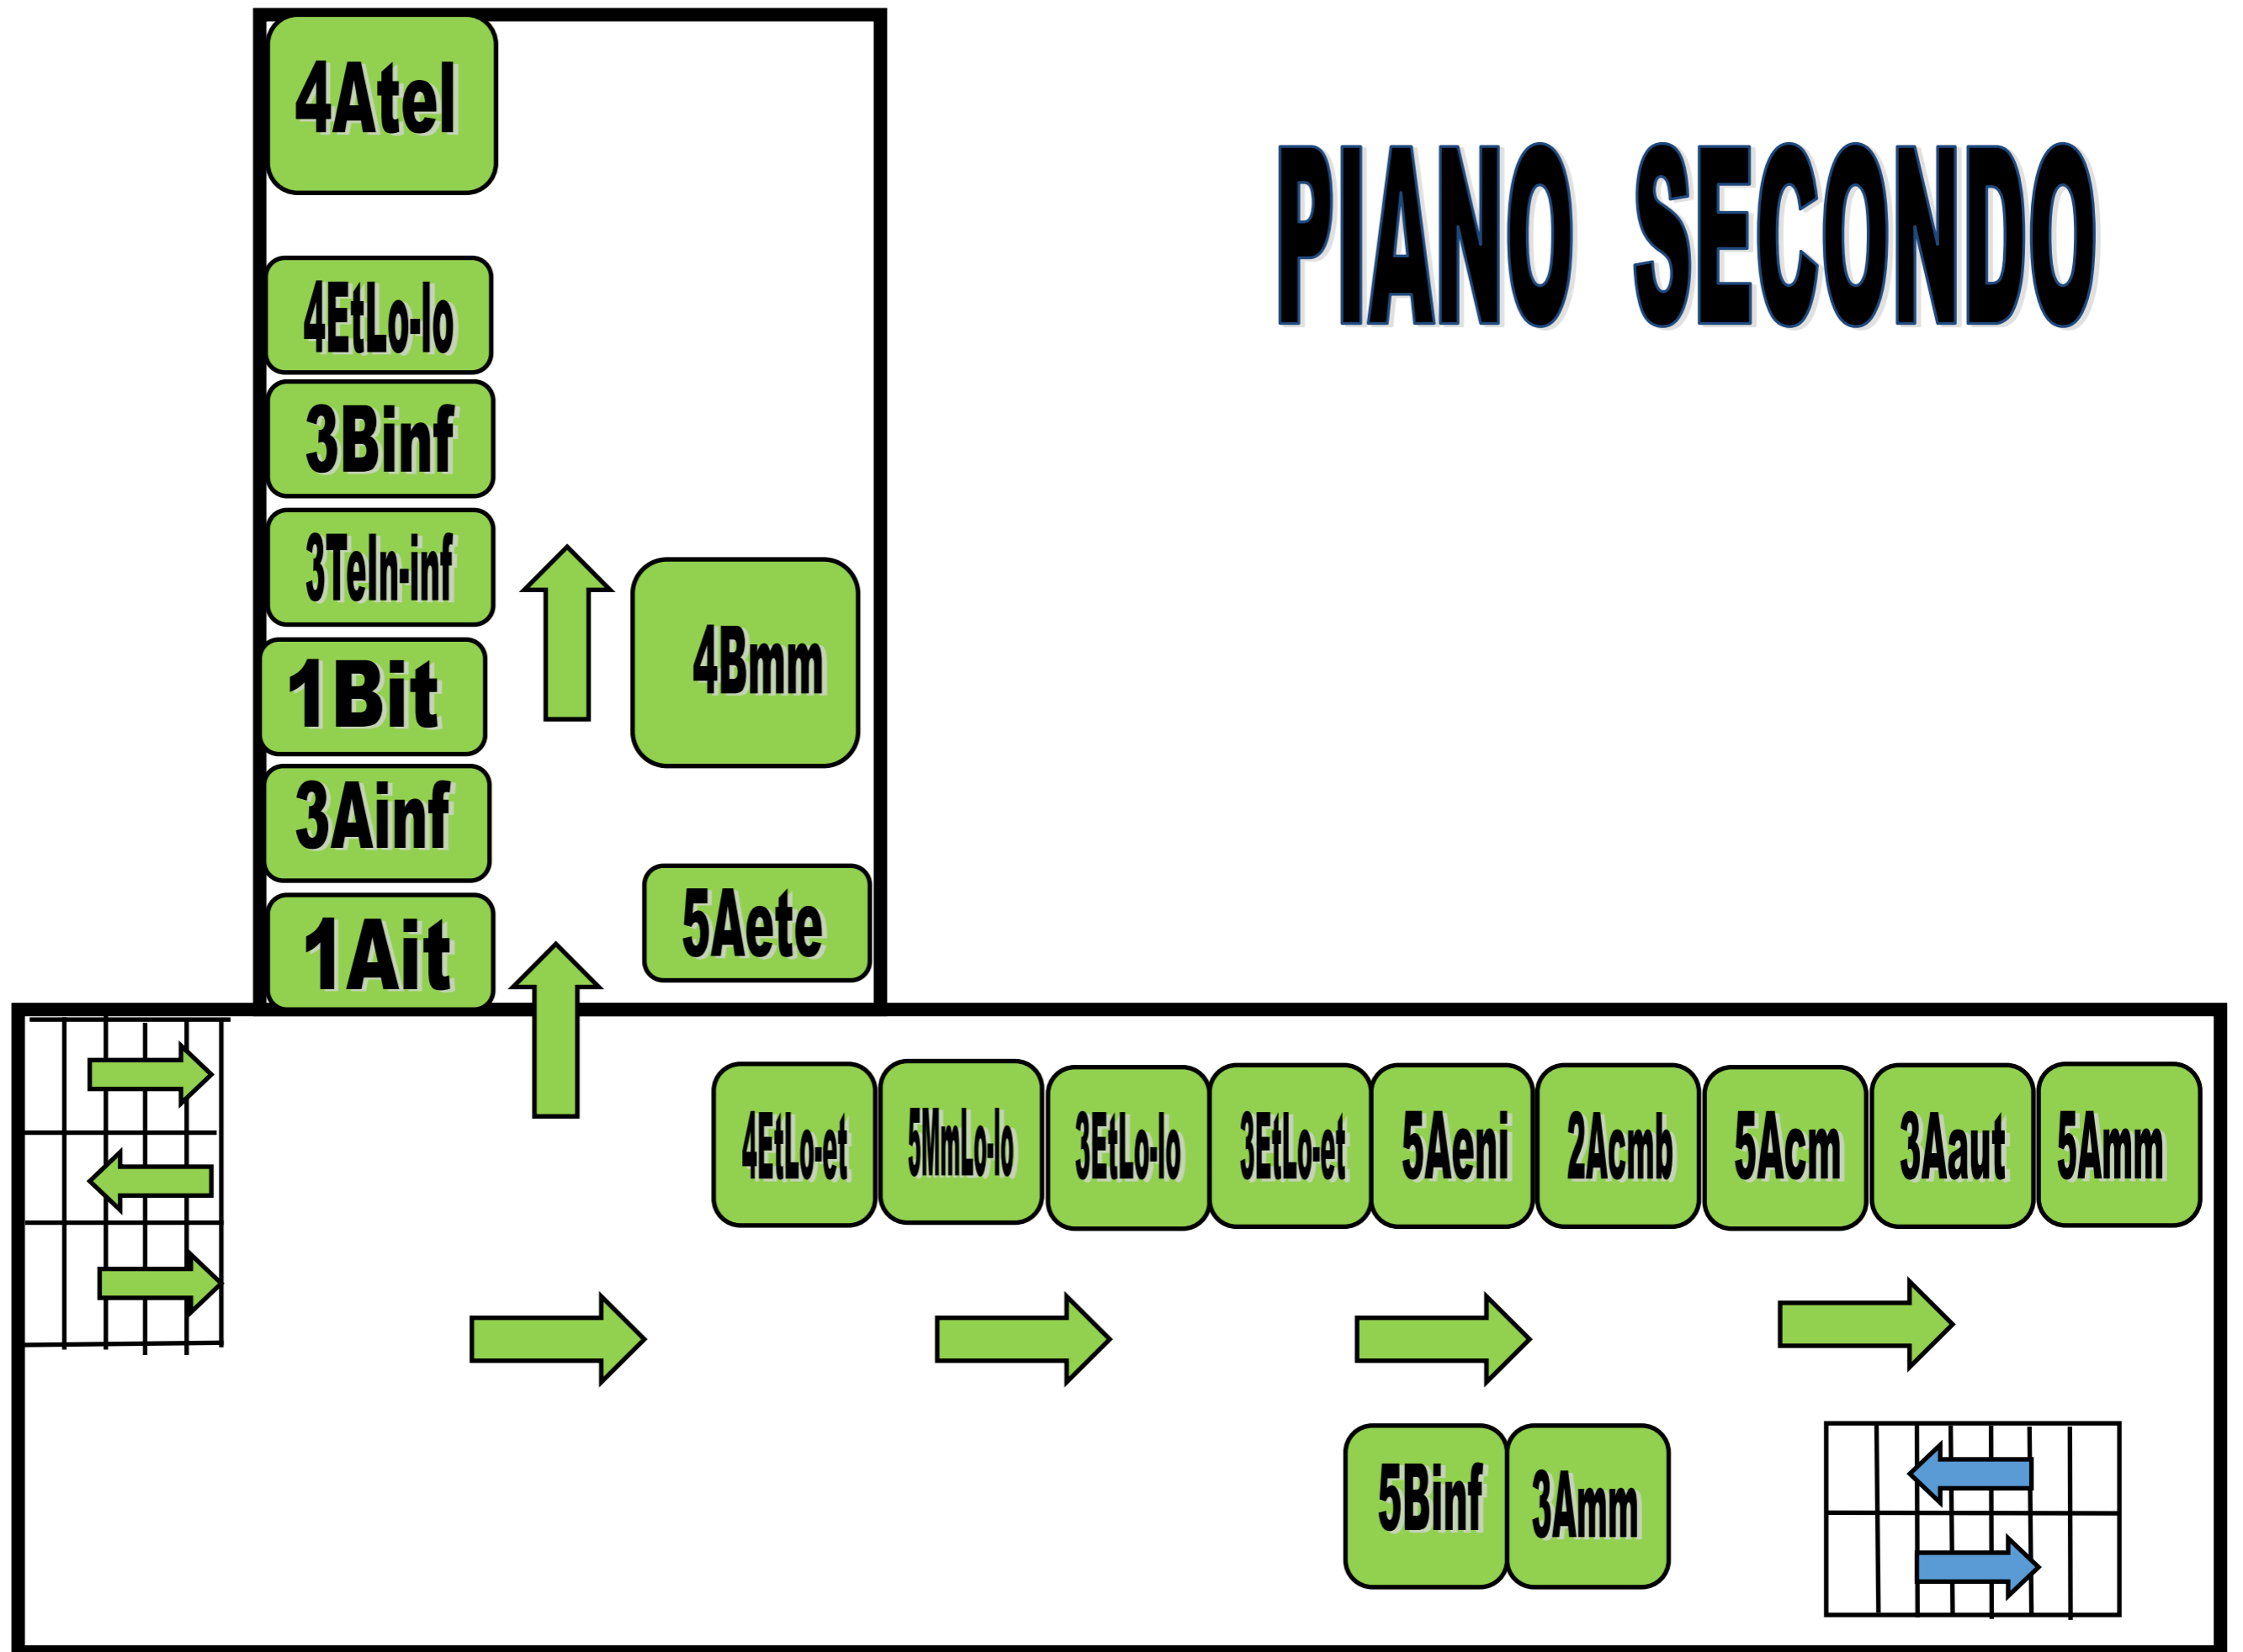 PIANO SECONDO
4Atel
4EtLo-lo
3Binf
3Teln-inf
4Bmm
1Bit
3Ainf
5Aete
1Ait
4EtLo-et
5MmLo-lo
3EtLo-lo
3EtLo-et
5Aeni
2Acmb
5Acm
3Aaut
5Amm
5Binf
3Amm